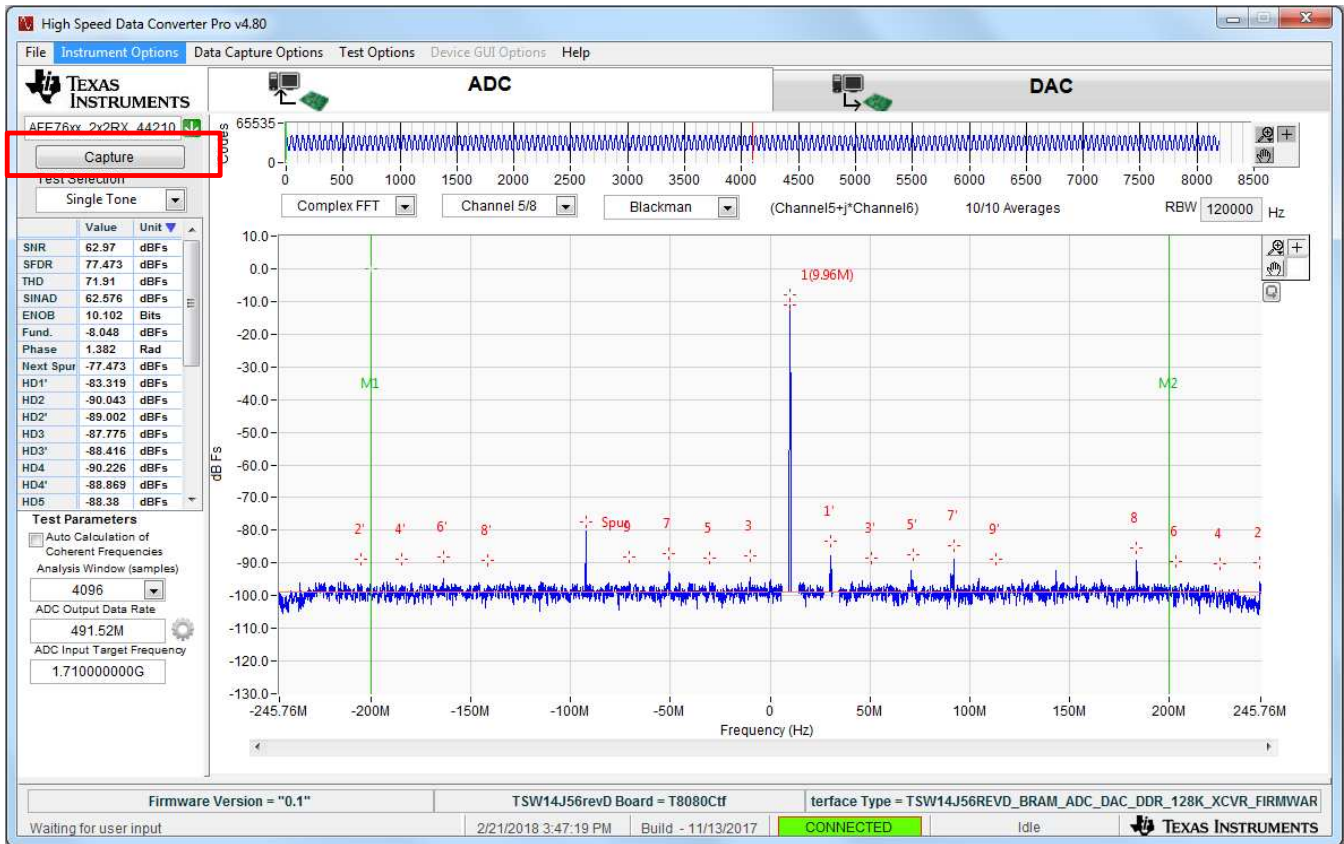 High Speed Data Converter Pro v4.80
File Instrument Options Data Capture Options Test Options Device GUI Options Help
TEXAS INSTRUMENTS
ADC
DAC
AFE76xx_2x2RX_44210
Capture
Test Selection
Single Tone
Value Unit
SNR 62.97 dBFs
SFDR 77.473 dBFs
THD 71.91 dBFs
SINAD 62.576 dBFs
ENOB 10.102 Bits
Fund. -8.048 dBFs
Phase 1.382 Rad
Next Spur -77.473 dBFs
HD1' -83.319 dBFs
HD2 -90.043 dBFs
HD2' -89.002 dBFs
HD3 -87.775 dBFs
HD3' -88.416 dBFs
HD4 -90.226 dBFs
HD4' -88.869 dBFs
HD5 -88.38 dBFs
Test Parameters
Auto Calculation of
Coherent Frequencies
Analysis Window (samples)
4096
ADC Output Data Rate
491.52M
ADC Input Target Frequency
1.710000000G
Codes
65535
0
0 500 1000 1500 2000 2500 3000 3500 4000 4500 5000 5500 6000 6500 7000 7500 8000 8500
Complex FFT Channel 5/8 Blackman (Channel5+j*Channel6) 10/10 Averages RBW 120000 Hz
10.0
0.0
-10.0
-20.0
-30.0
-40.0
-50.0
-60.0
-70.0
-80.0
-90.0
-100.0
-110.0
-120.0
-130.0
dB Fs
1(9.96M)
M1 M2
2' 4' 6' 8' Spur 9 7 5 3 1' 3' 5' 7' 9' 8 6 4 2
-245.76M -200M -150M -100M -50M 0 50M 100M 150M 200M 245.76M
Frequency (Hz)
Firmware Version = "0.1" TSW14J56revD Board = T8080Ctf terface Type = TSW14J56REVD_BRAM_ADC_DAC_DDR_128K_XCVR_FIRMWAR
Waiting for user input 2/21/2018 3:47:19 PM Build - 11/13/2017 CONNECTED Idle TEXAS INSTRUMENTS